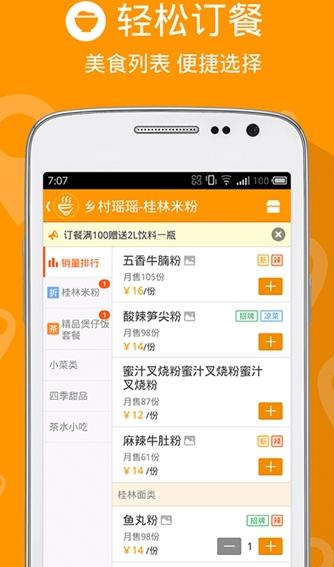 轻松订餐
美食列表 便捷选择
7:07
100
乡村瑶瑶-桂林米粉
订餐满100赠送2L饮料一瓶
销量排行
折 桂林米粉 1
茶 精品煲仔饭套餐 1
小菜类
四季甜品
茶水小吃
五香牛腩粉 新 辣
月售105份
¥16/份
酸辣笋尖粉 招牌 凉菜
月售98份
¥14/份
蜜汁叉烧粉蜜汁叉烧粉蜜汁
叉烧粉
月售87份
¥12/份
麻辣牛肚粉 新 辣
月售62份
¥14/份
桂林面类
鱼丸粉 招牌 辣
月售98份
¥14/份
1